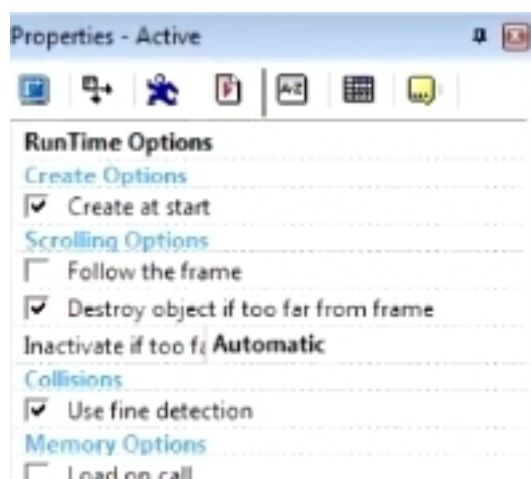 Properties - Active
A-Z
RunTime Options
Create Options
Create at start
Scrolling Options
Follow the frame
Destroy object if too far from frame
Inactivate if too fa Automatic
Collisions
Use fine detection
Memory Options
Load on call